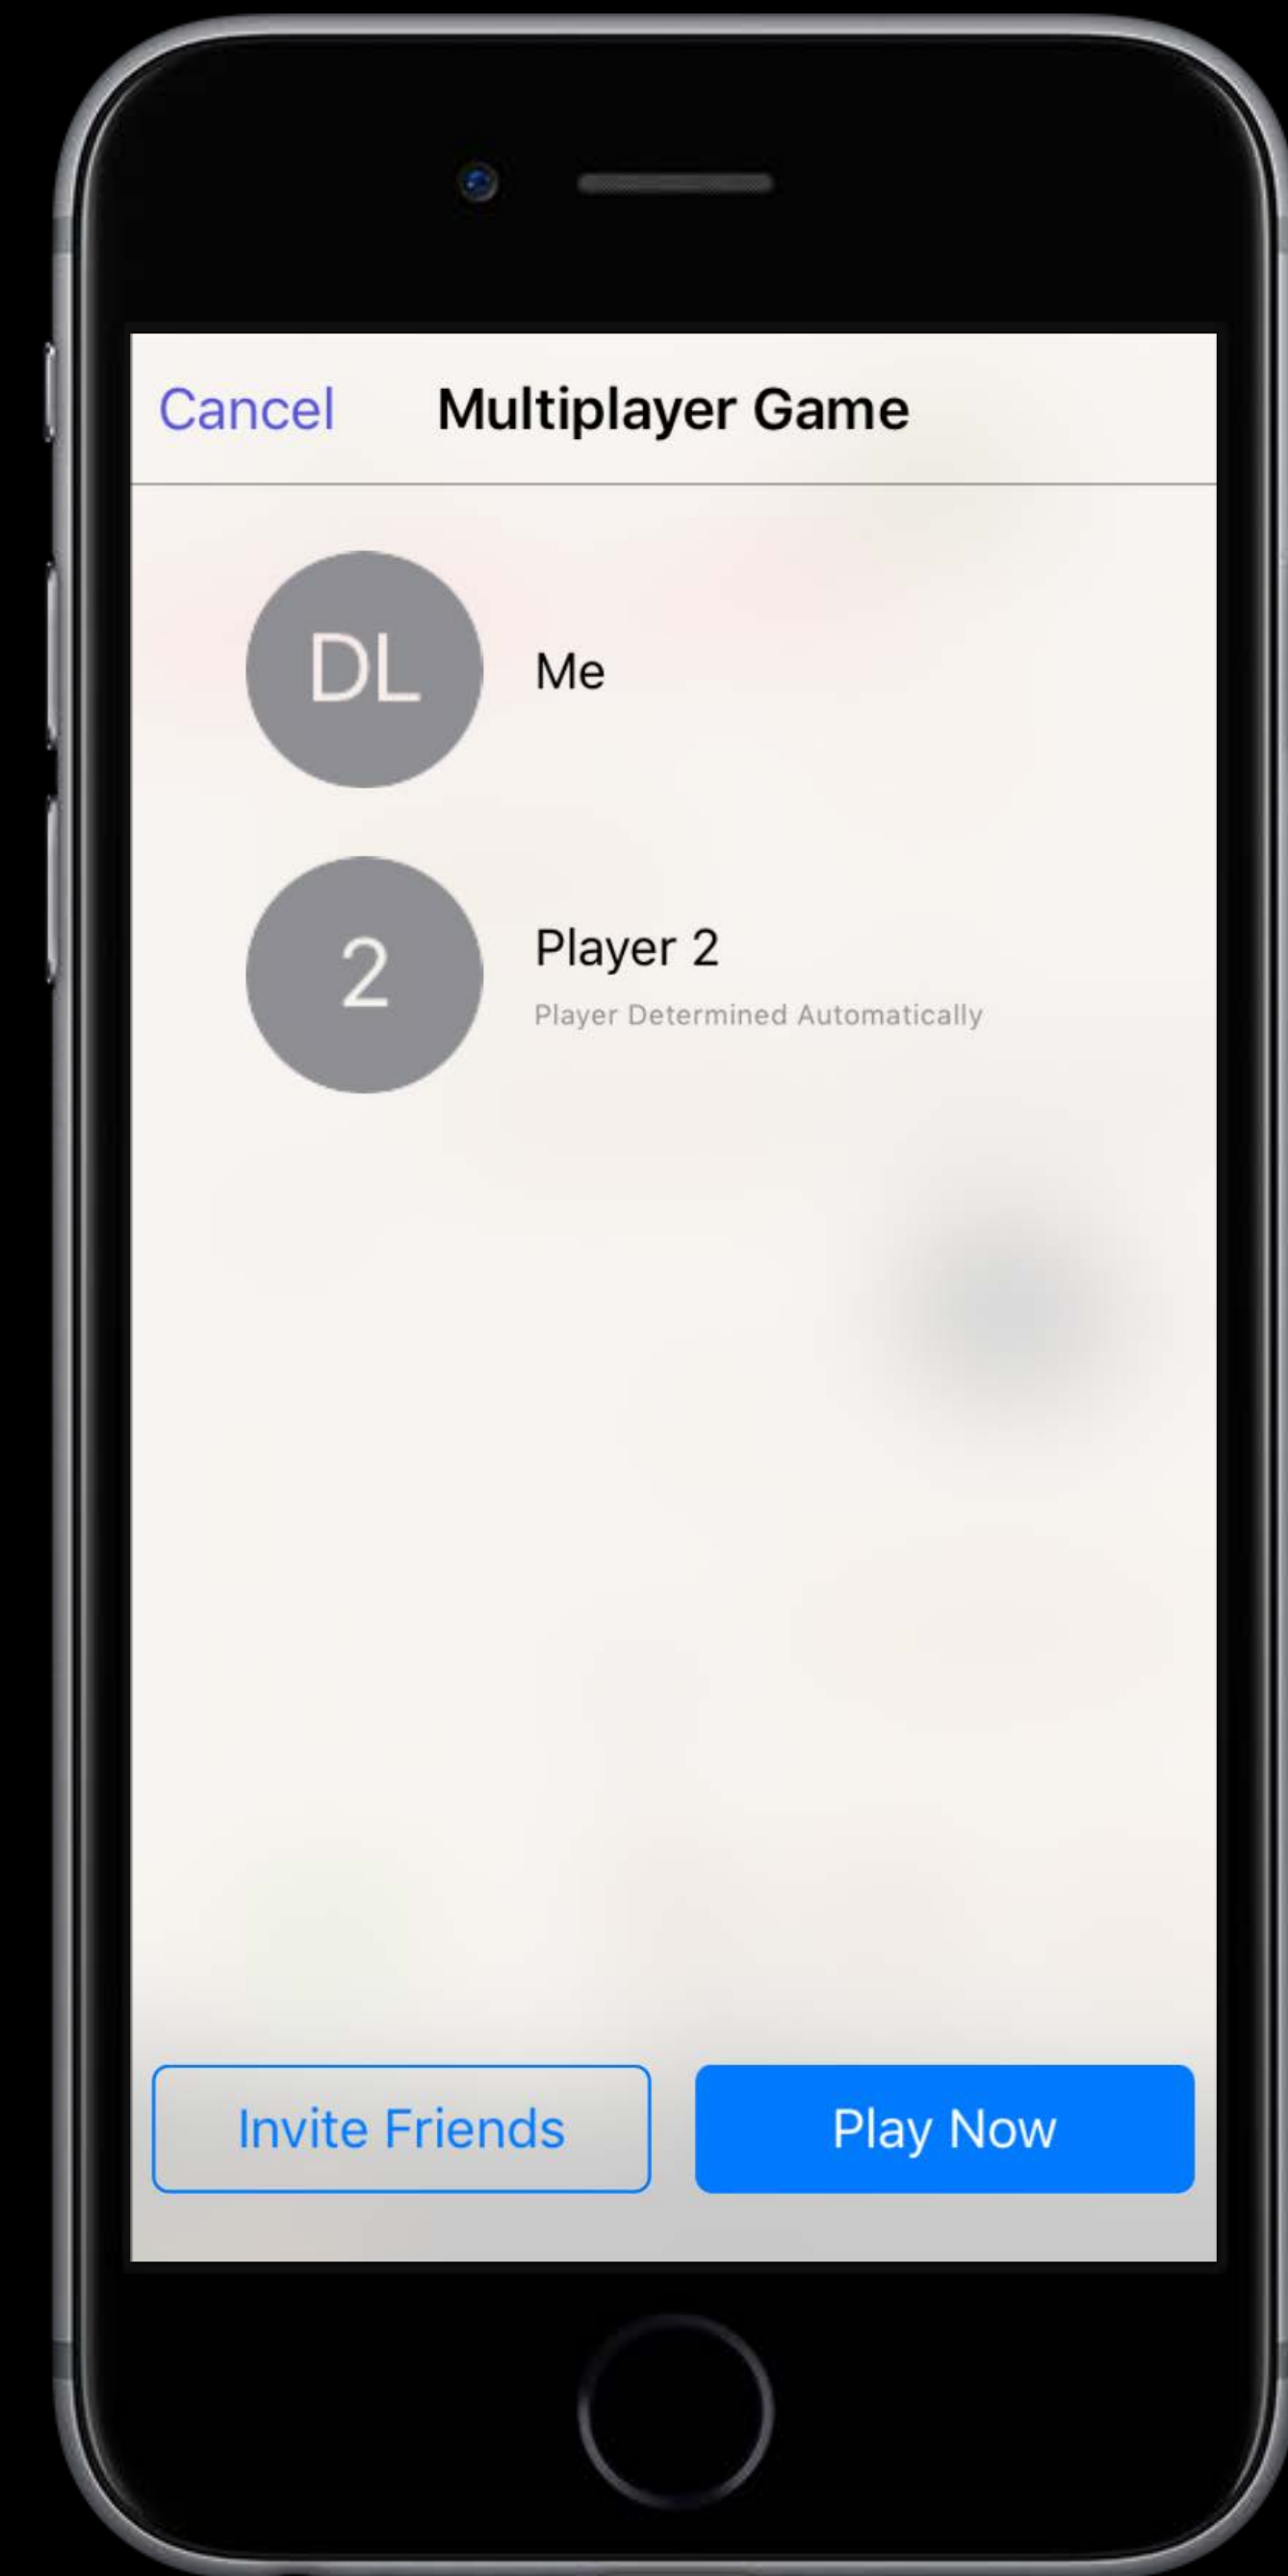 Cancel
Multiplayer Game
DL
Me
2
Player 2
Player Determined Automatically
Invite Friends
Play Now